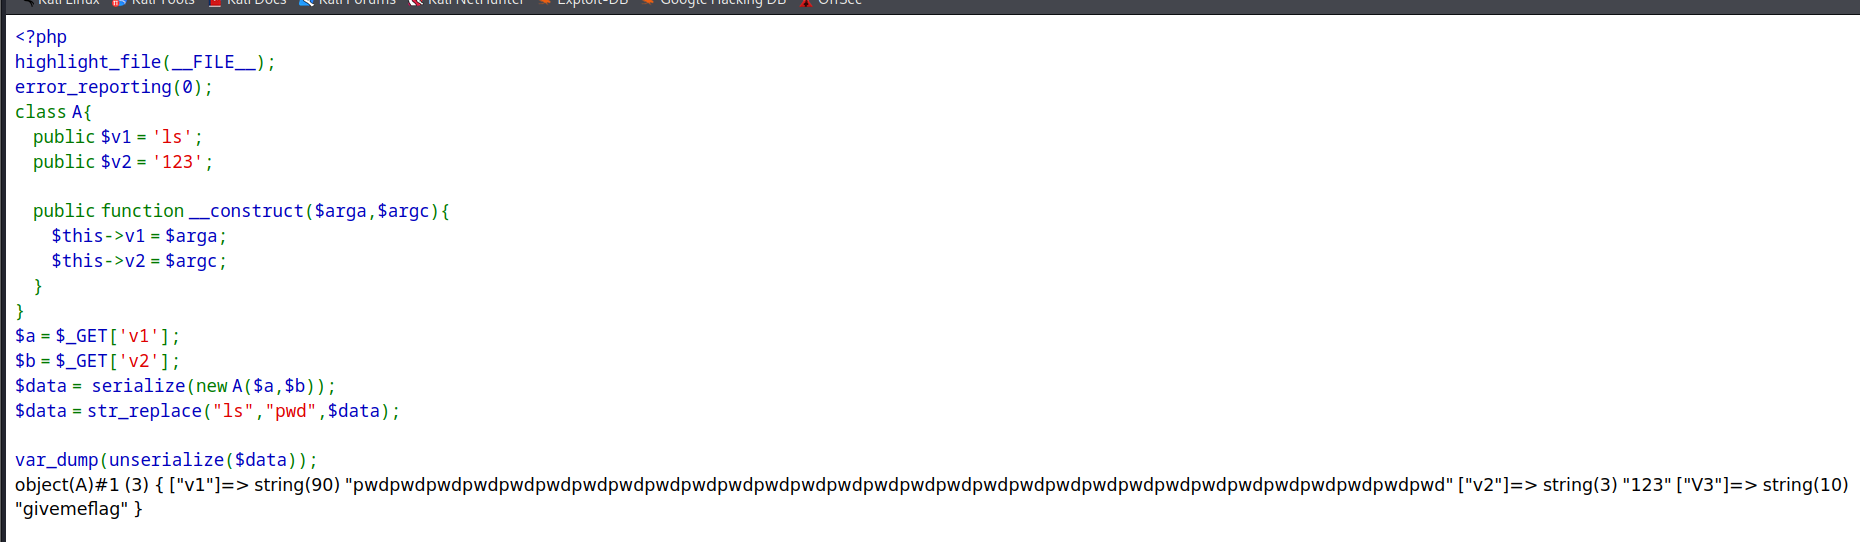 Kali Linux Kali Tools Kali Docs Kali Forums Kali NetHunter Exploit-DB Google Hacking DB OffSec
<?php
highlight_file(__FILE__);
error_reporting(0);
class A{
public $v1 = 'ls';
public $v2 = '123';
public function __construct($arga,$argc){
$this->v1 = $arga;
$this->v2 = $argc;
}
}
$a = $_GET['v1'];
$b = $_GET['v2'];
$data = serialize(new A($a,$b));
$data = str_replace("ls","pwd",$data);
var_dump(unserialize($data));
object(A)#1 (3) { ["v1"]=> string(90) "pwdpwdpwdpwdpwdpwdpwdpwdpwdpwdpwdpwdpwdpwdpwdpwdpwdpwdpwdpwdpwdpwdpwdpwdpwdpwdpwdpwdpwdpwd" ["v2"]=> string(3) "123" ["V3"]=> string(10)
"givemeflag" }